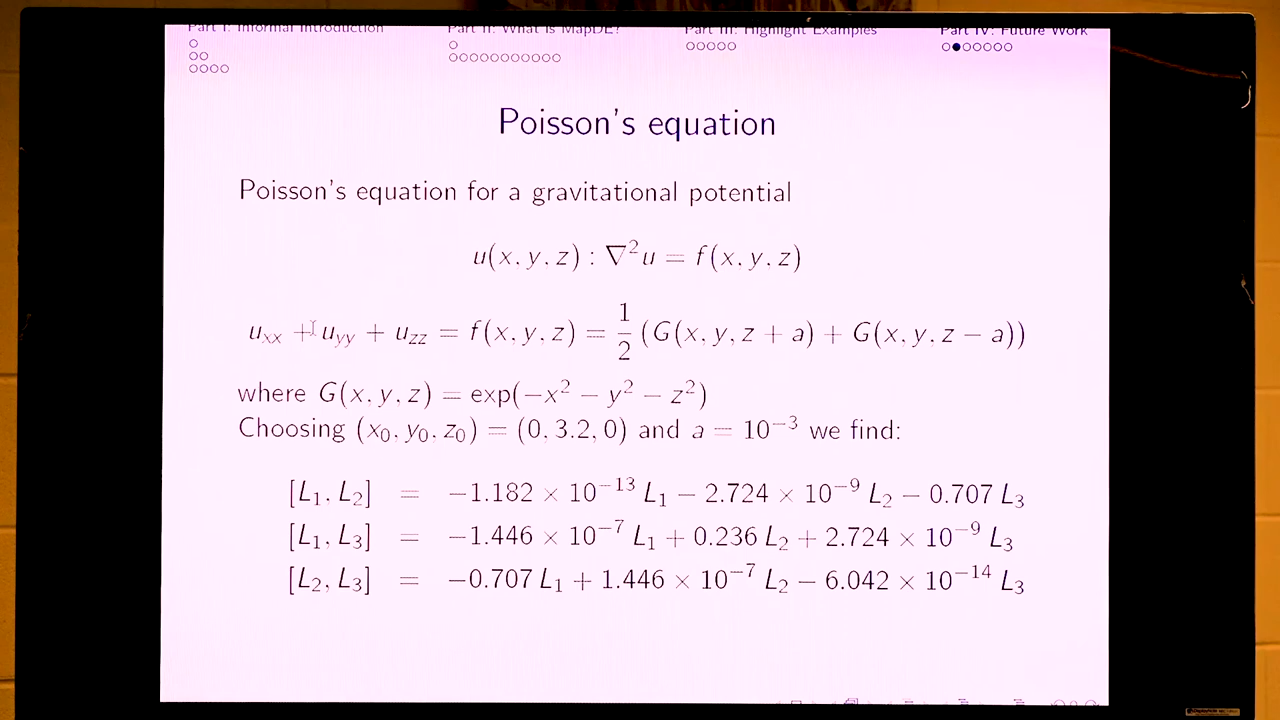 Part I: Informal Introduction
Part II: What is MapDE?
Part III: Highlight Examples
Part IV: Future Work
Poisson's equation
Poisson's equation for a gravitational potential
u(x, y, z) : ∇²u = f(x, y, z)
u_xx + u_yy + u_zz = f(x, y, z) = 1/2 (G(x, y, z + a) + G(x, y, z − a))
where G(x, y, z) = exp(−x² − y² − z²)
Choosing (x₀, y₀, z₀) = (0, 3.2, 0) and a = 10⁻³ we find:
[L₁, L₂] = −1.182 × 10⁻¹³ L₁ − 2.724 × 10⁻⁹ L₂ − 0.707 L₃
[L₁, L₃] = −1.446 × 10⁻⁷ L₁ + 0.236 L₂ + 2.724 × 10⁻⁹ L₃
[L₂, L₃] = −0.707 L₁ + 1.446 × 10⁻⁷ L₂ − 6.042 × 10⁻¹⁴ L₃